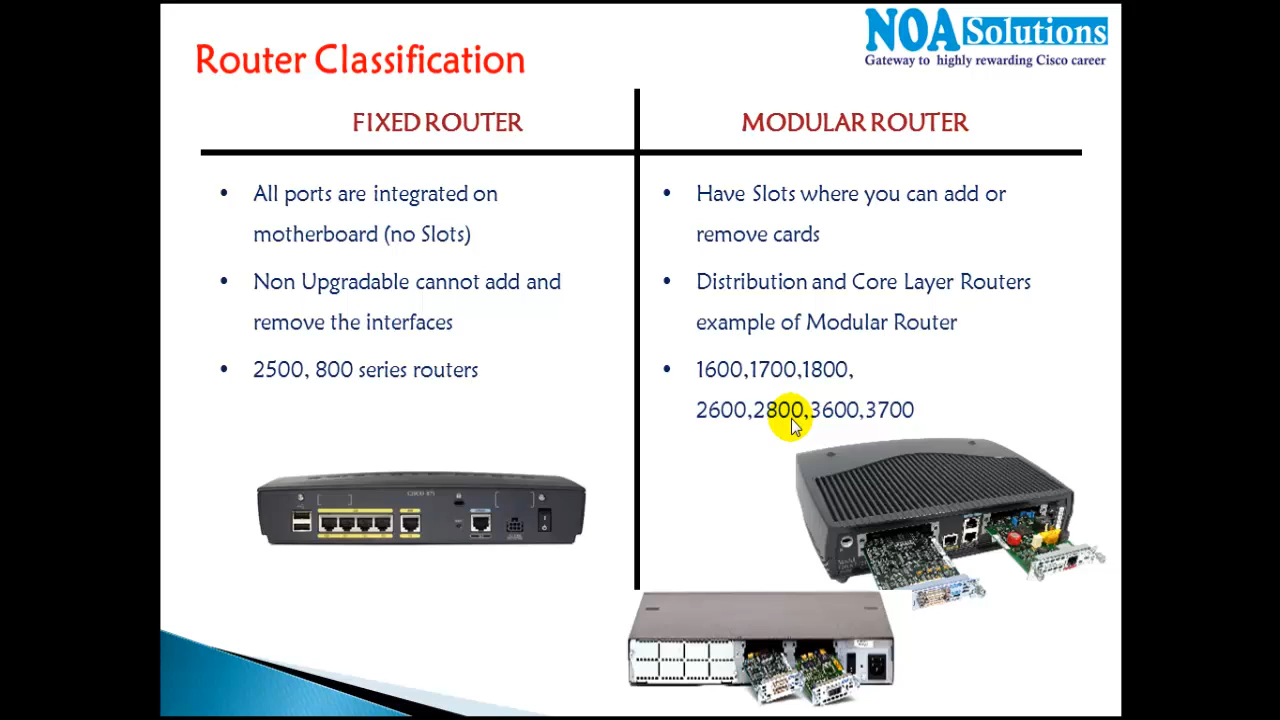 Router Classification
NOA Solutions
Gateway to highly rewarding Cisco career
FIXED ROUTER
• All ports are integrated on
motherboard (no Slots)
• Non Upgradable cannot add and
remove the interfaces
• 2500, 800 series routers
MODULAR ROUTER
• Have Slots where you can add or
remove cards
• Distribution and Core Layer Routers
example of Modular Router
• 1600,1700,1800,
2600,2800,3600,3700